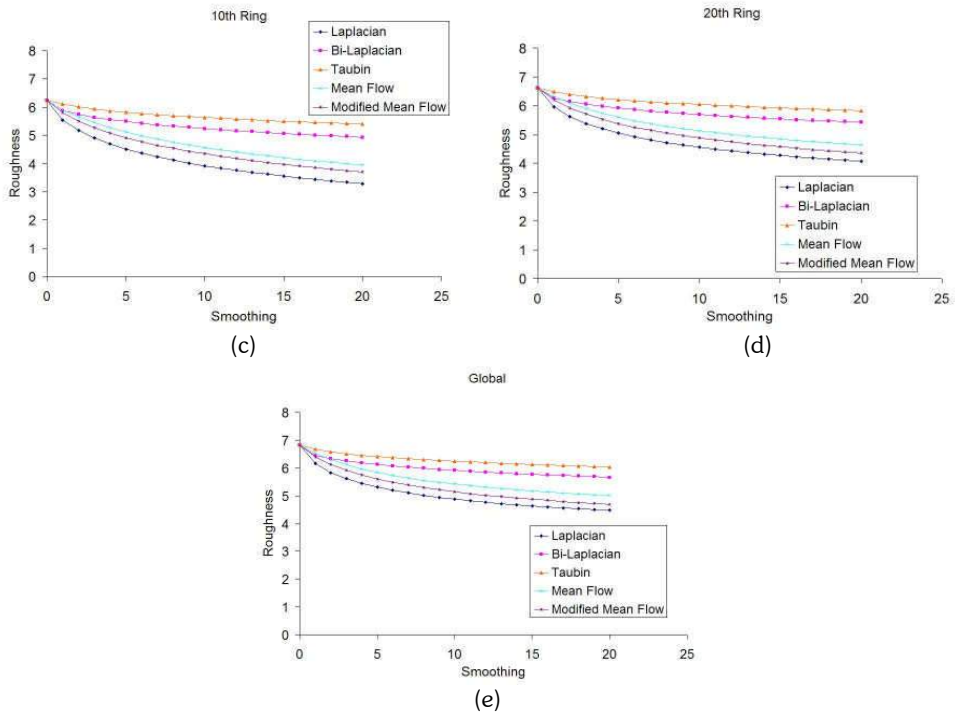 10th Ring
Roughness
8
7
6
5
4
3
2
1
0
0 5 10 15 20 25
Smoothing
Laplacian
Bi-Laplacian
Taubin
Mean Flow
Modified Mean Flow
(c)
20th Ring
Roughness
8
7
6
5
4
3
2
1
0
0 5 10 15 20 25
Smoothing
Laplacian
Bi-Laplacian
Taubin
Mean Flow
Modified Mean Flow
(d)
Global
Roughness
8
7
6
5
4
3
2
1
0
0 5 10 15 20 25
Smoothing
Laplacian
Bi-Laplacian
Taubin
Mean Flow
Modified Mean Flow
(e)